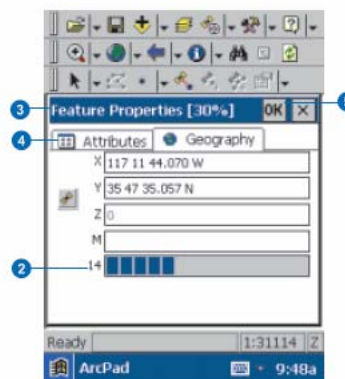 3 Feature Properties [30%] OK
4 Attributes Geography
X 117 11 44.070 W
Y 35 47 35.057 N
Z 0
M
2 14
Ready 1:31114 Z
ArcPad 9:48a